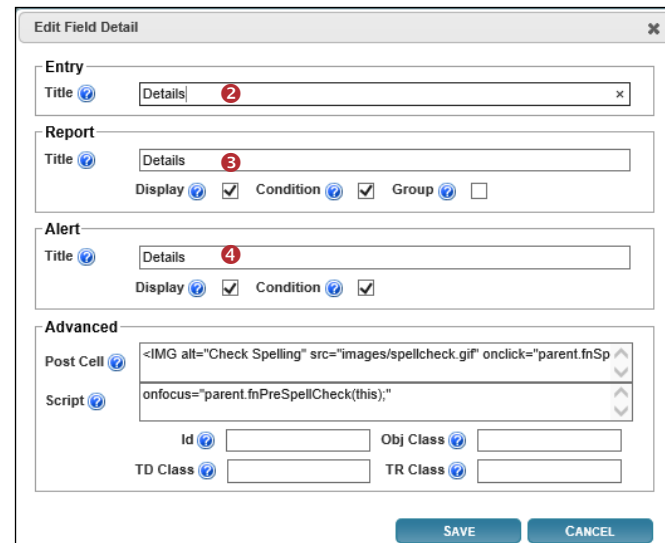 Edit Field Detail
Entry
Title Details 2
Report
Title Details 3
Display Condition Group
Alert
Title Details 4
Display Condition
Advanced
Post Cell <IMG alt="Check Spelling" src="images/spellcheck.gif" onclick="parent.fnSp
Script onfocus="parent.fnPreSpellCheck(this);"
Id Obj Class
TD Class TR Class
SAVE CANCEL